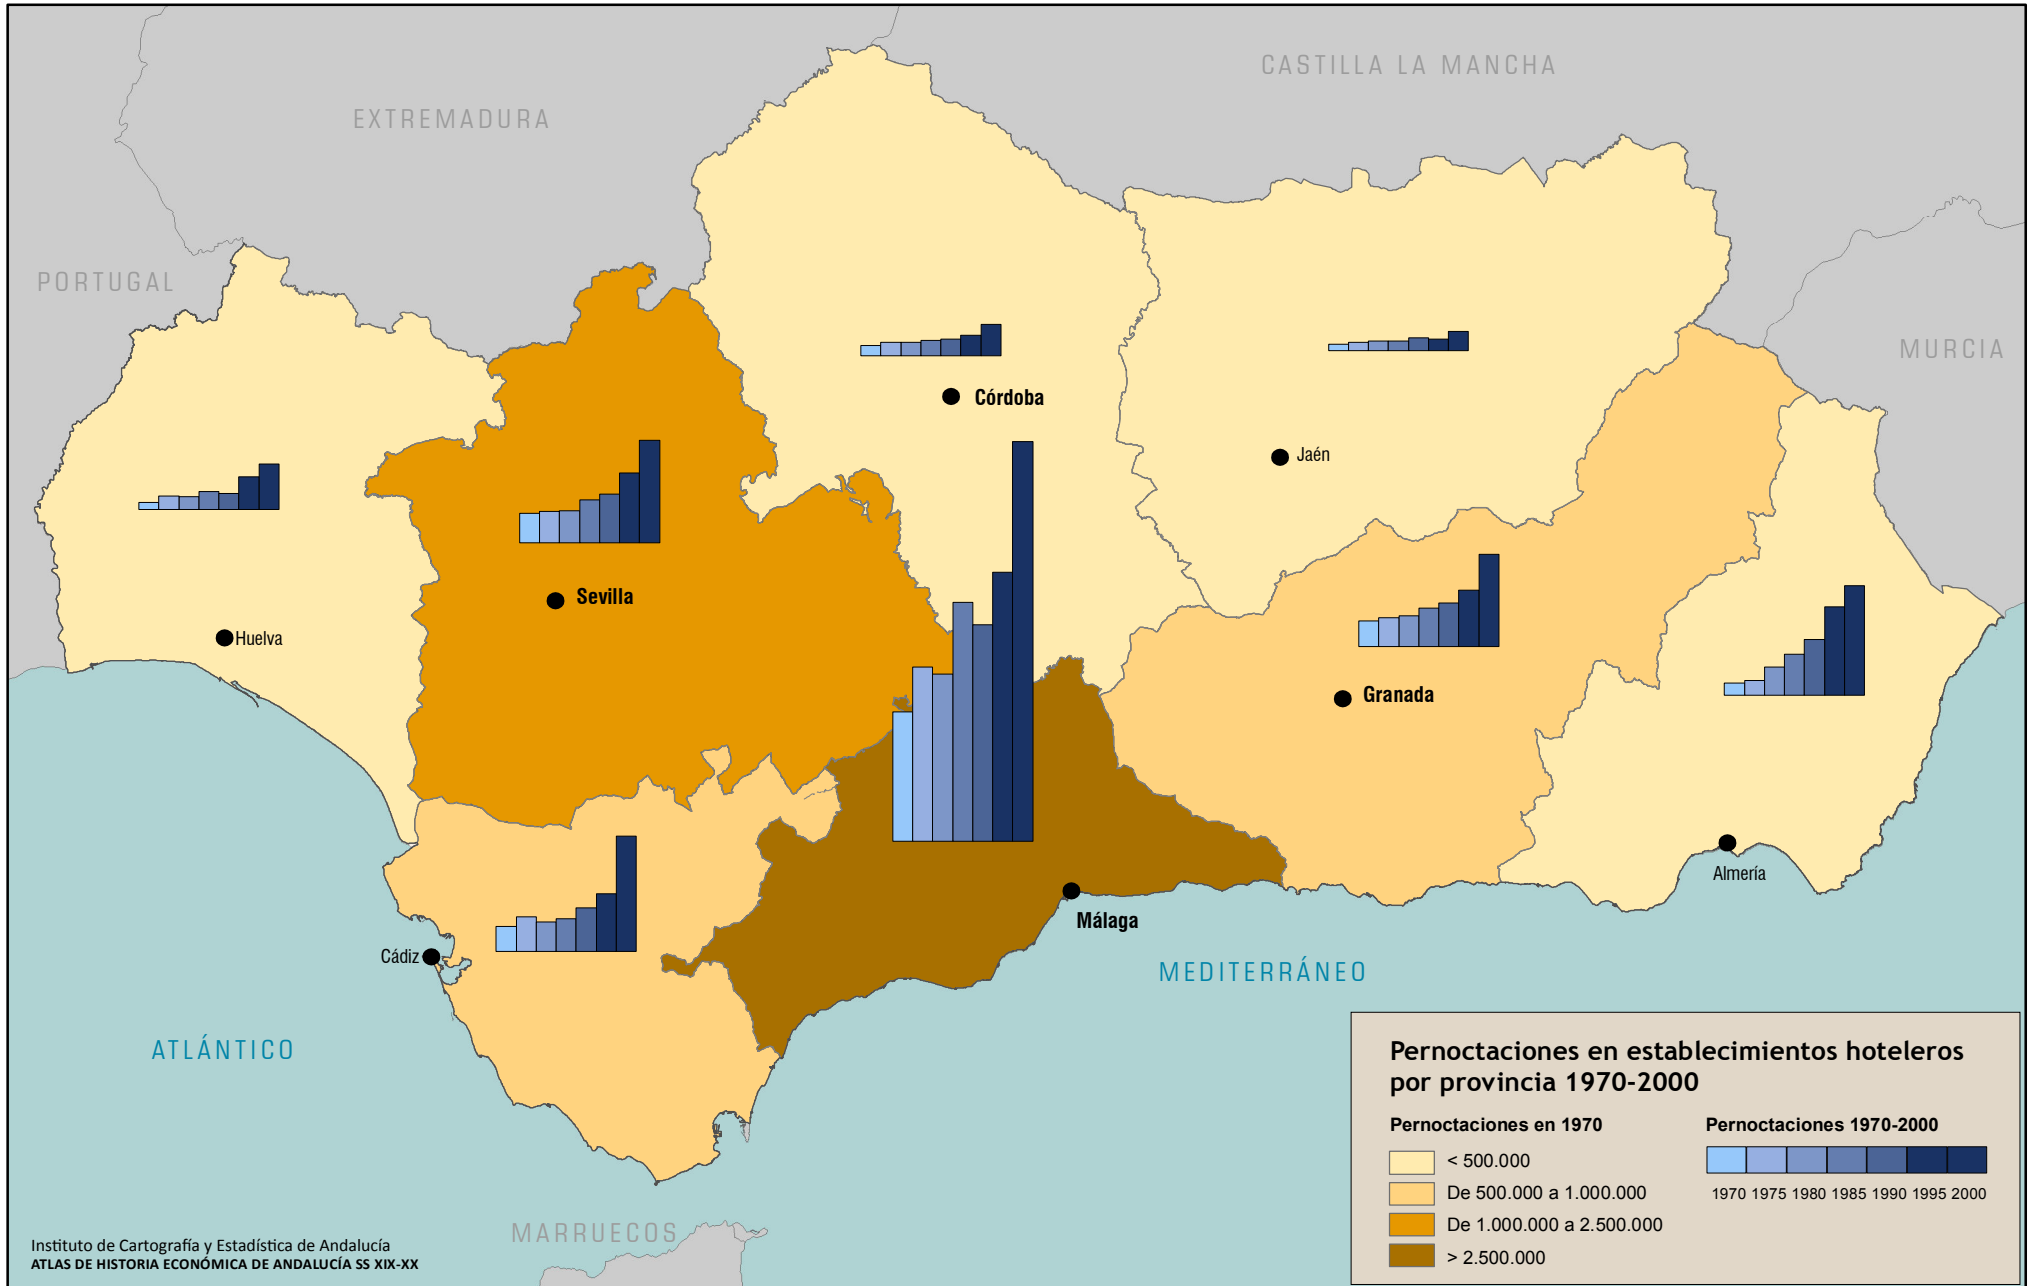 CASTILLA LA MANCHA
EXTREMADURA
PORTUGAL
MURCIA
Córdoba
Jaén
Sevilla
Huelva
Granada
Almería
Málaga
Cádiz
MEDITERRÁNEO
ATLÁNTICO
MARRUECOS
Pernoctaciones en establecimientos hoteleros
por provincia 1970-2000
Pernoctaciones en 1970
< 500.000
De 500.000 a 1.000.000
De 1.000.000 a 2.500.000
> 2.500.000
Pernoctaciones 1970-2000
1970 1975 1980 1985 1990 1995 2000
Instituto de Cartografía y Estadística de Andalucía
ATLAS DE HISTORIA ECONÓMICA DE ANDALUCÍA SS XIX-XX